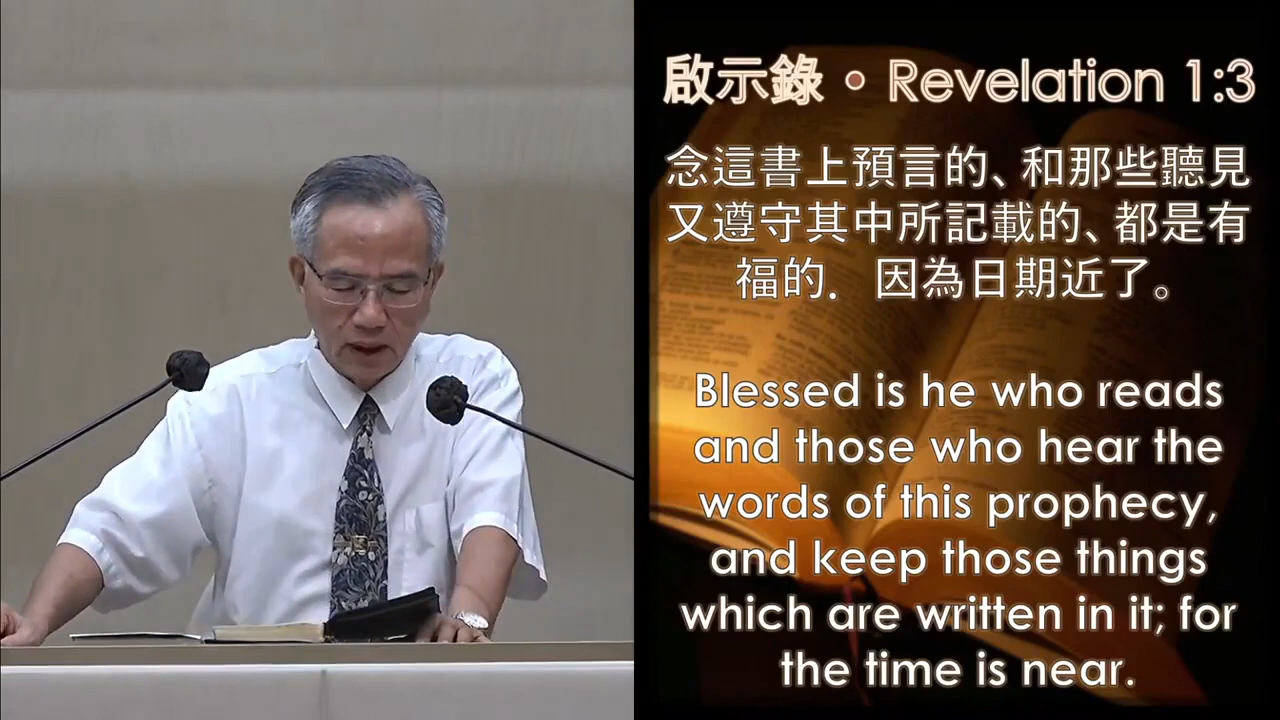 啟示錄 • Revelation 1:3
念這書上預言的、和那些聽見
又遵守其中所記載的、都是有
福的． 因為日期近了。
Blessed is he who reads
and those who hear the
words of this prophecy,
and keep those things
which are written in it; for
the time is near.